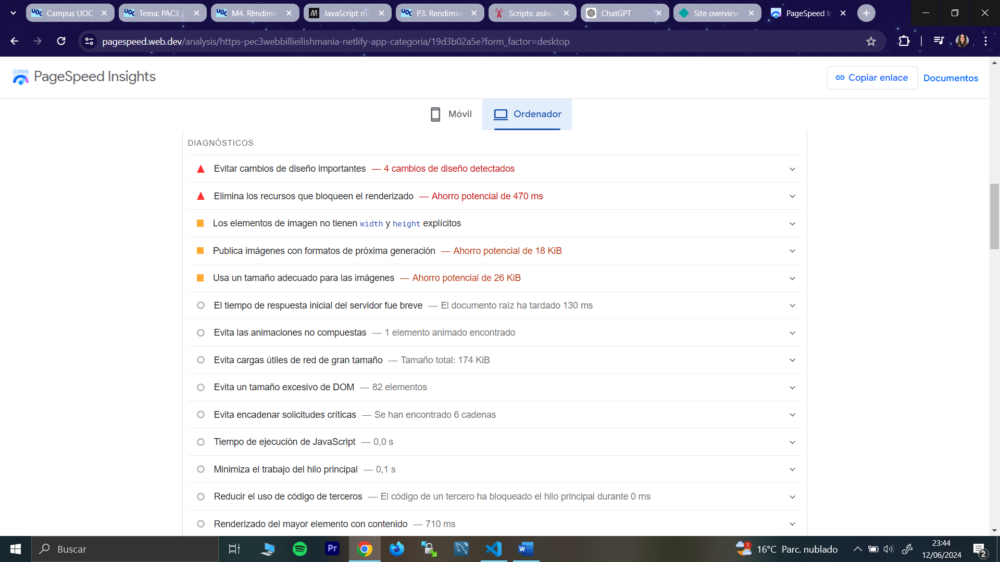 Campus UOC
Tema: PAC3 /
M4. Rendimie
JavaScript mo
P3. Rendimie
Scripts: asínc
ChatGPT
Site overview
PageSpeed In
pagespeed.web.dev/analysis/https-pec3webbillieilishmania-netlify-app-categoria/19d3b02a5e?form_factor=desktop
PageSpeed Insights
Copiar enlace
Documentos
Móvil
Ordenador
DIAGNÓSTICOS
Evitar cambios de diseño importantes — 4 cambios de diseño detectados
Elimina los recursos que bloqueen el renderizado — Ahorro potencial de 470 ms
Los elementos de imagen no tienen width y height explícitos
Publica imágenes con formatos de próxima generación — Ahorro potencial de 18 KiB
Usa un tamaño adecuado para las imágenes — Ahorro potencial de 26 KiB
El tiempo de respuesta inicial del servidor fue breve — El documento raíz ha tardado 130 ms
Evita las animaciones no compuestas — 1 elemento animado encontrado
Evita cargas útiles de red de gran tamaño — Tamaño total: 174 KiB
Evita un tamaño excesivo de DOM — 82 elementos
Evita encadenar solicitudes críticas — Se han encontrado 6 cadenas
Tiempo de ejecución de JavaScript — 0,0 s
Minimiza el trabajo del hilo principal — 0,1 s
Reducir el uso de código de terceros — El código de un tercero ha bloqueado el hilo principal durante 0 ms
Renderizado del mayor elemento con contenido — 710 ms
Buscar
Pr
W
1
16°C Parc. nublado
23:44
12/06/2024
2